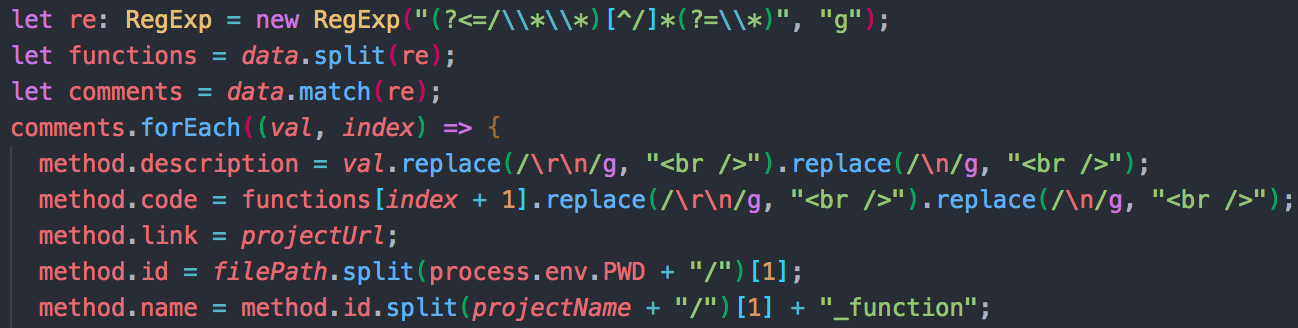 let re: RegExp = new RegExp("(?<=/\\*\\*)[^/]*(?=\\*)", "g");
let functions = data.split(re);
let comments = data.match(re);
comments.forEach((val, index) => {
  method.description = val.replace(/\r\n/g, "<br />").replace(/\n/g, "<br />");
  method.code = functions[index + 1].replace(/\r\n/g, "<br />").replace(/\n/g, "<br />");
  method.link = projectUrl;
  method.id = filePath.split(process.env.PWD + "/")[1];
  method.name = method.id.split(projectName + "/")[1] + "_function";